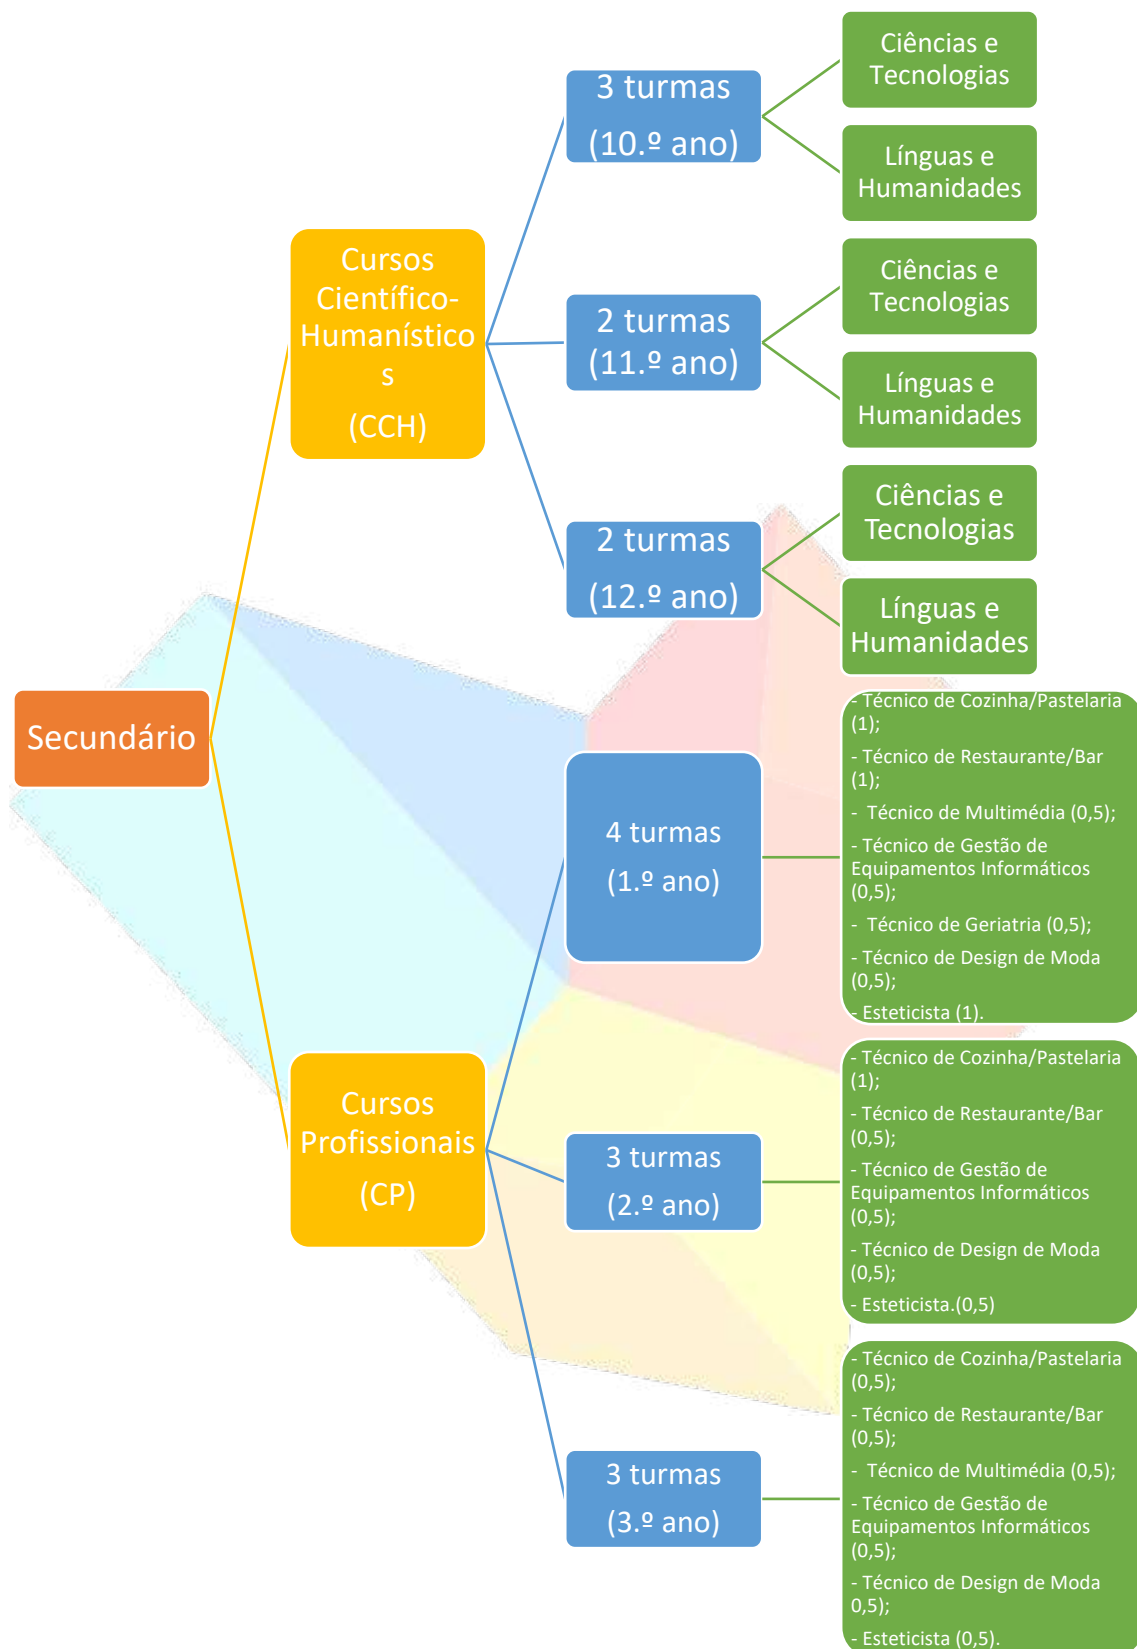 Secundário
Cursos
Científico-
Humanístico
s
(CCH)
3 turmas
(10.º ano)
Ciências e
Tecnologias
Línguas e
Humanidades
2 turmas
(11.º ano)
Ciências e
Tecnologias
Línguas e
Humanidades
2 turmas
(12.º ano)
Ciências e
Tecnologias
Línguas e
Humanidades
Cursos
Profissionais
(CP)
4 turmas
(1.º ano)
- Técnico de Cozinha/Pastelaria
(1);
- Técnico de Restaurante/Bar
(1);
- Técnico de Multimédia (0,5);
- Técnico de Gestão de
Equipamentos Informáticos
(0,5);
- Técnico de Geriatria (0,5);
- Técnico de Design de Moda
(0,5);
- Esteticista (1).
3 turmas
(2.º ano)
- Técnico de Cozinha/Pastelaria
(1);
- Técnico de Restaurante/Bar
(0,5);
- Técnico de Gestão de
Equipamentos Informáticos
(0,5);
- Técnico de Design de Moda
(0,5);
- Esteticista.(0,5)
3 turmas
(3.º ano)
- Técnico de Cozinha/Pastelaria
(0,5);
- Técnico de Restaurante/Bar
(0,5);
- Técnico de Multimédia (0,5);
- Técnico de Gestão de
Equipamentos Informáticos
(0,5);
- Técnico de Design de Moda
0,5);
- Esteticista (0,5).